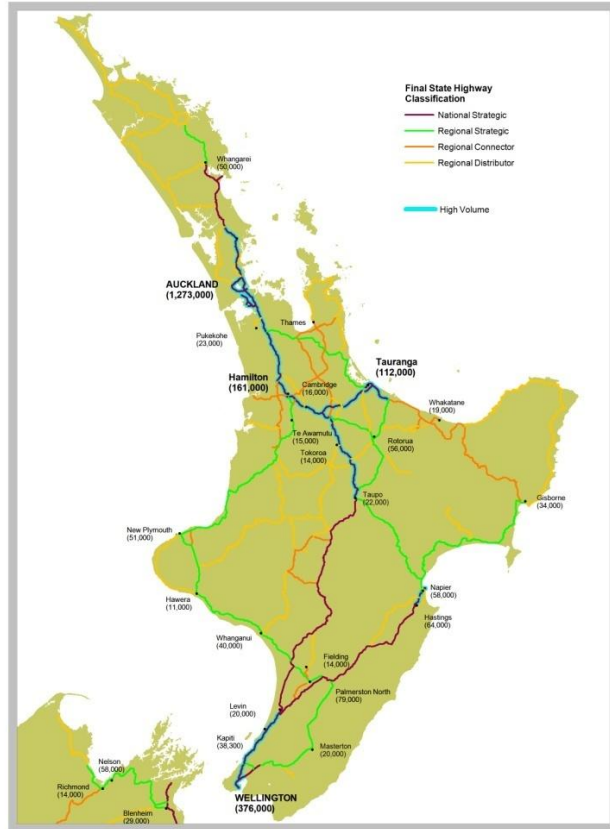 Final State Highway
Classification
National Strategic
Regional Strategic
Regional Connector
Regional Distributor
High Volume
Whangarei
(50,000)
AUCKLAND
(1,273,000)
Pukekohe
(23,000)
Thames
Tauranga
(112,000)
Hamilton
(161,000)
Cambridge
(16,000)
Whakatane
(19,000)
Te Awamutu
(15,000)
Tokoroa
(14,000)
Rotorua
(56,000)
Taupo
(22,000)
Gisborne
(34,000)
New Plymouth
(51,000)
Napier
(58,000)
Hastings
(64,000)
Hawera
(11,000)
Whanganui
(40,000)
Fielding
(14,000)
Palmerston North
(79,000)
Levin
(20,000)
Kapiti
(38,300)
Masterton
(20,000)
Nelson
(58,000)
Richmond
(14,000)
WELLINGTON
(376,000)
Blenheim
(29,000)